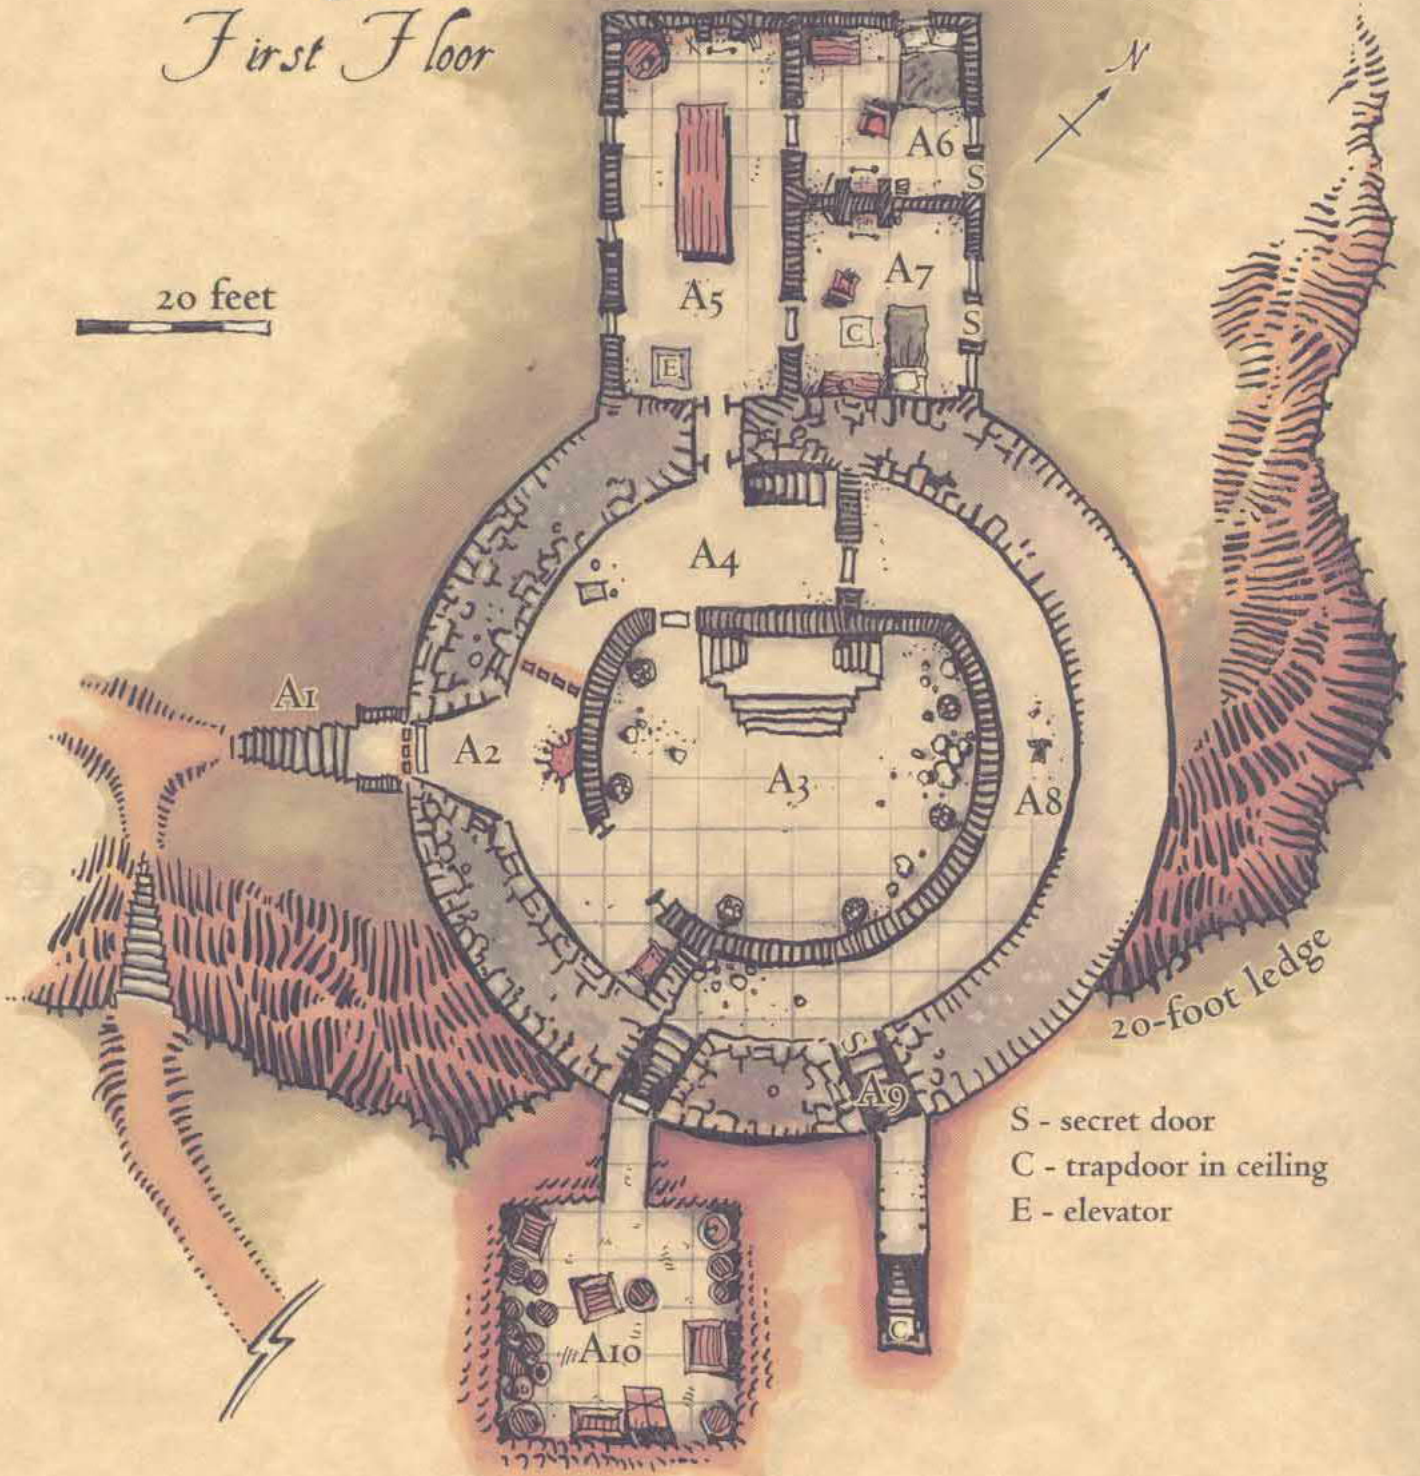 First Floor
N
A6
S
20 feet
A7
A5
S
C
E
A4
A1
A2
A3
A8
20-foot ledge
S
A9
S - secret door
C - trapdoor in ceiling
E - elevator
C
A10